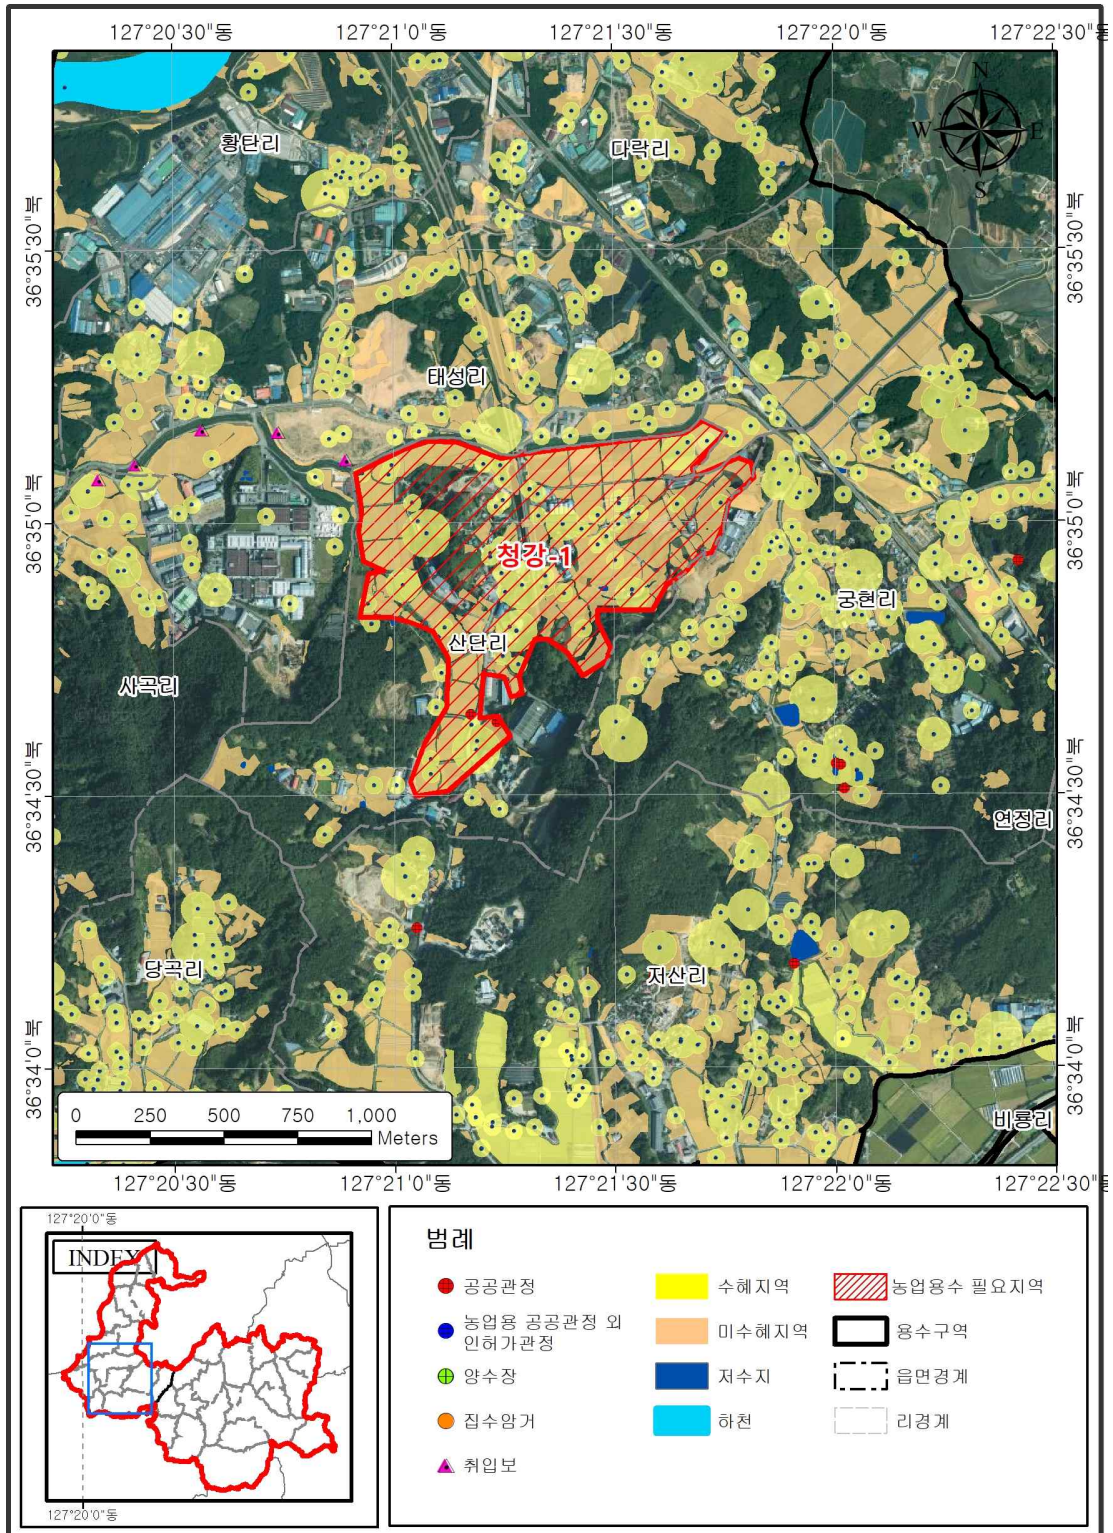 127°20'30"동 127°21'0"동 127°21'30"동 127°22'0"동 127°22'30"동
N
W E
S
황탄리
다락리
36°35'30"북
36°35'30"북
태성리
36°35'0"북
36°35'0"북
청강-1
궁현리
산단리
사곡리
36°34'30"북
36°34'30"북
연정리
당곡리
저산리
36°34'0"북
36°34'0"북
비룡리
0 250 500 750 1,000
Meters
127°20'30"동 127°21'0"동 127°21'30"동 127°22'0"동 127°22'30"동
127°20'0"동
INDEX
127°20'0"동
범례
공공관정
농업용 공공관정 외
인허가관정
양수장
집수암거
취입보
수혜지역
미수혜지역
저수지
하천
농업용수 필요지역
용수구역
읍면경계
리경계